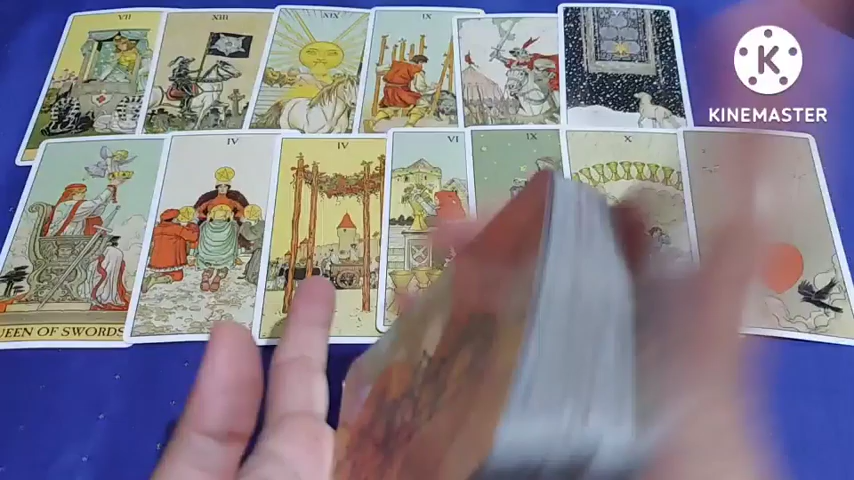 VII
XIII
XIX
IX
K
KINEMASTER
IV
IV
VI
IX
X
QUEEN OF SWORDS